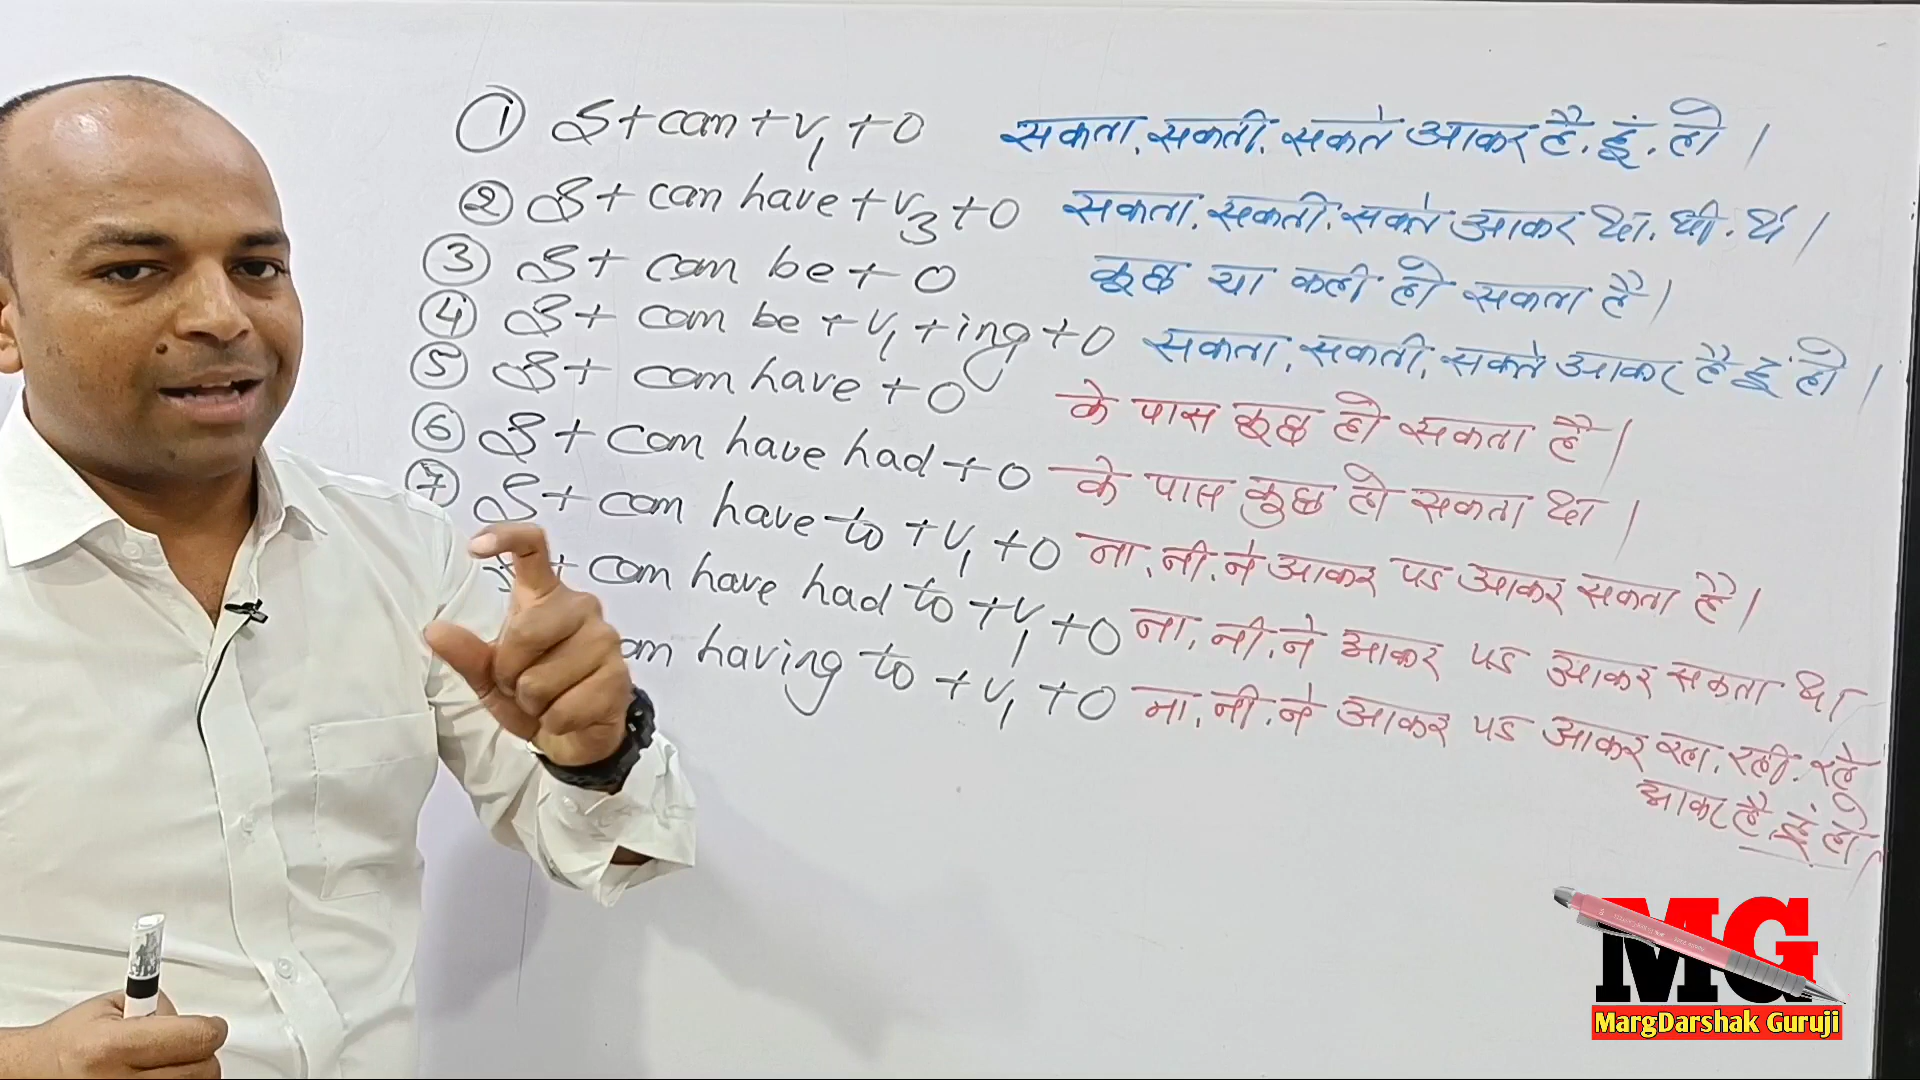 ① S + can + v₁ + O सकता, सकती, सकते आकर है, हूं, हो।
② S + can have + v₃ + O सकता, सकती, सकते आकर था, थी, थे।
③ S + can be + O कुछ या कही हो सकता है।
④ S + can be + v₁ + ing + O सकता, सकती, सकते आकर है हूं हो।
⑤ S + can have + O के पास कुछ हो सकता है।
⑥ S + can have had + O के पास कुछ हो सकता था।
⑦ S + can have to + v₁ + O ना, नी, ने आकर पड आकर सकता है।
+ can have had to + v₁ + O ना, नी, ने आकर पड आकर सकता था
having to + v₁ + O ना, नी, ने आकर पड आकर रहा, रही, रहे
आकर है, हूं हो।
MG
MargDarshak Guruji